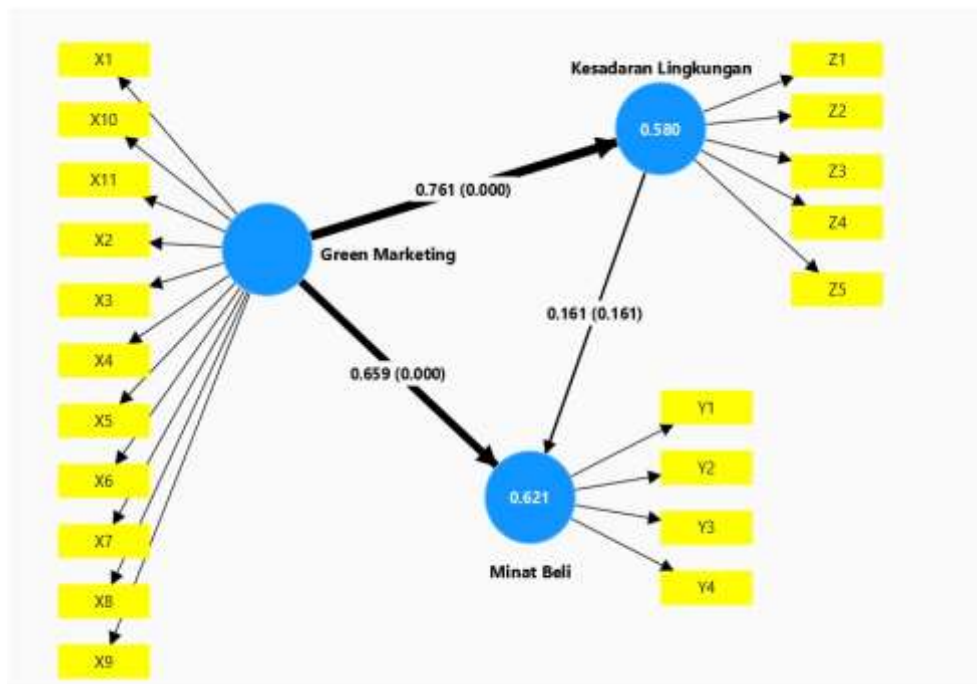 X1
X10
X11
X2
X3
X4
X5
X6
X7
X8
X9
Green Marketing
0.761 (0.000)
0.659 (0.000)
Kesadaran Lingkungan
0.580
0.161 (0.161)
Z1
Z2
Z3
Z4
Z5
0.621
Minat Beli
Y1
Y2
Y3
Y4